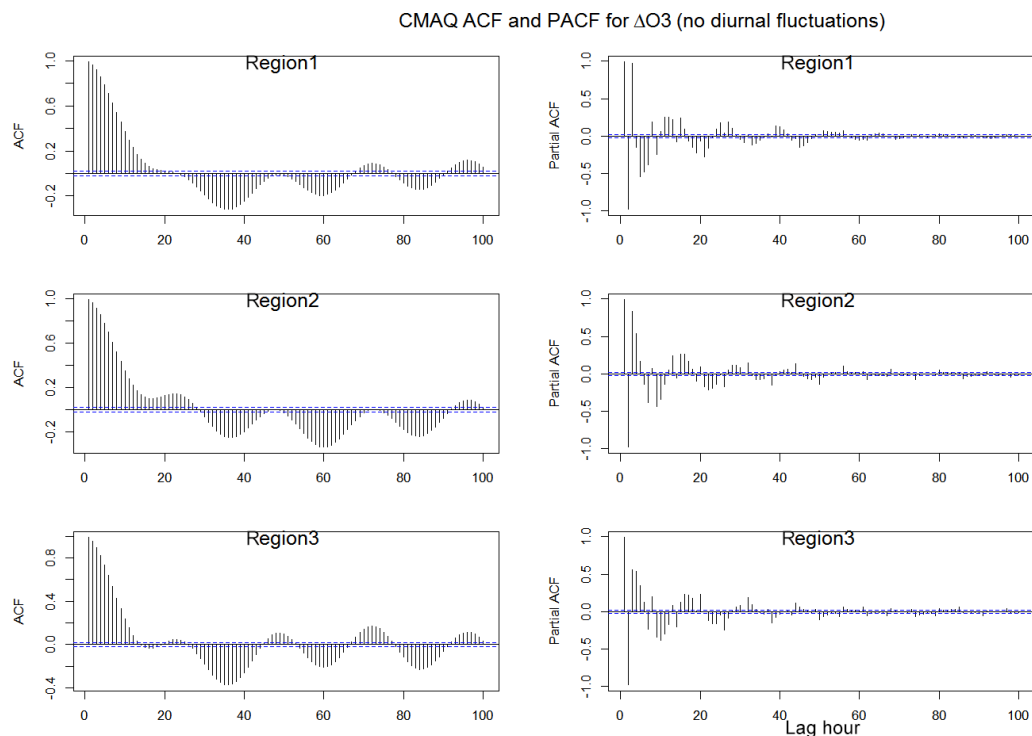 CMAQ ACF and PACF for ΔO3 (no diurnal fluctuations)
Region1
ACF
1.0
0.6
0.2
-0.2
0 20 40 60 80 100
Region1
Partial ACF
1.0
0.5
0.0
-0.5
-1.0
0 20 40 60 80 100
Region2
ACF
1.0
0.6
0.2
-0.2
0 20 40 60 80 100
Region2
Partial ACF
1.0
0.5
0.0
-0.5
-1.0
0 20 40 60 80 100
Region3
ACF
0.8
0.4
0.0
-0.4
0 20 40 60 80 100
Region3
Partial ACF
1.0
0.5
0.0
-0.5
-1.0
0 20 40 60 80 100
Lag hour